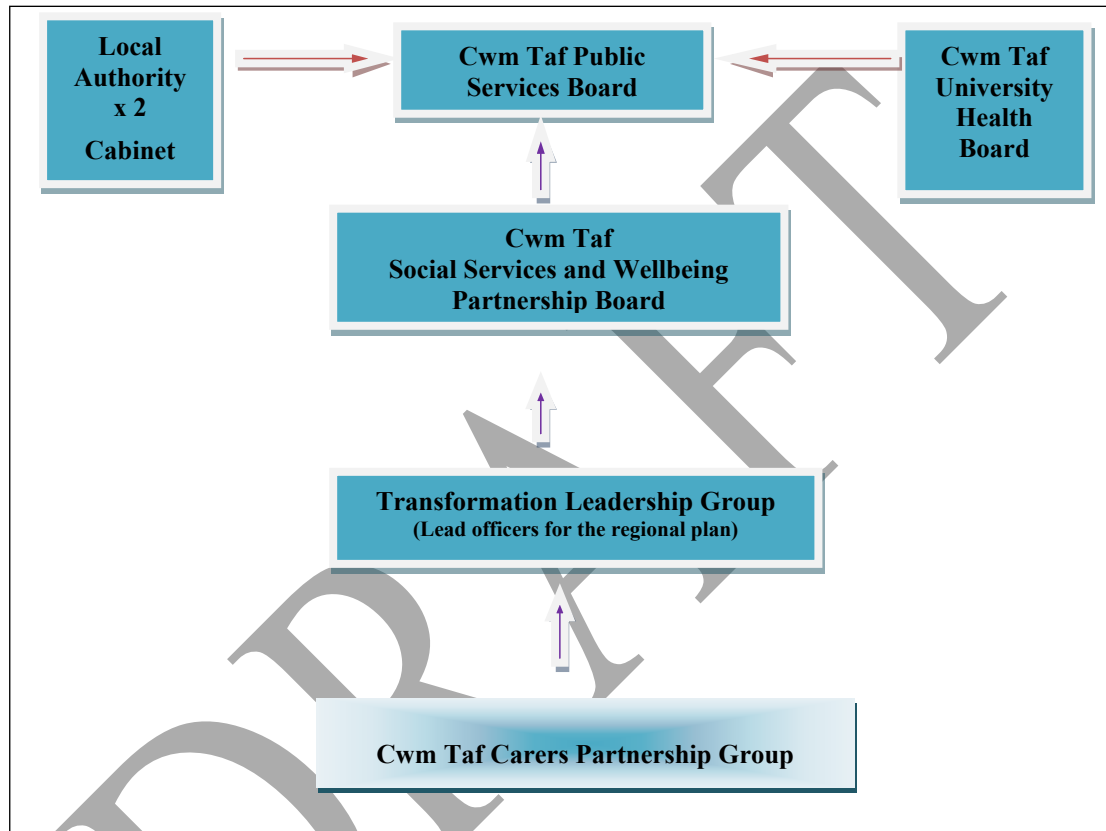 Local
Authority
x 2
Cabinet
Cwm Taf Public
Services Board
Cwm Taf
University
Health
Board
Cwm Taf
Social Services and Wellbeing
Partnership Board
Transformation Leadership Group
(Lead officers for the regional plan)
Cwm Taf Carers Partnership Group
DRAFT